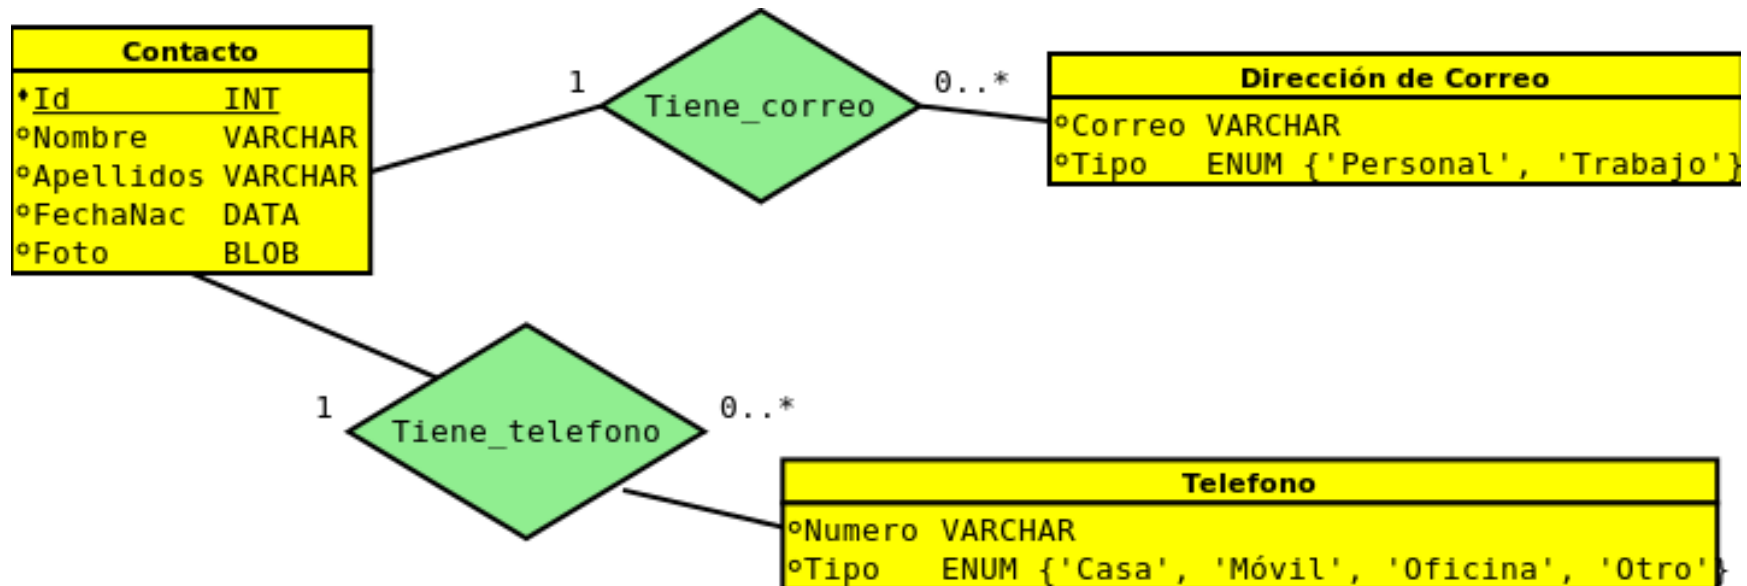 Contacto
Id INT
Nombre VARCHAR
Apellidos VARCHAR
FechaNac DATA
Foto BLOB
1
Tiene_correo
0..*
Dirección de Correo
Correo VARCHAR
Tipo ENUM {'Personal', 'Trabajo'}
1
Tiene_telefono
0..*
Telefono
Numero VARCHAR
Tipo ENUM {'Casa', 'Móvil', 'Oficina', 'Otro'}